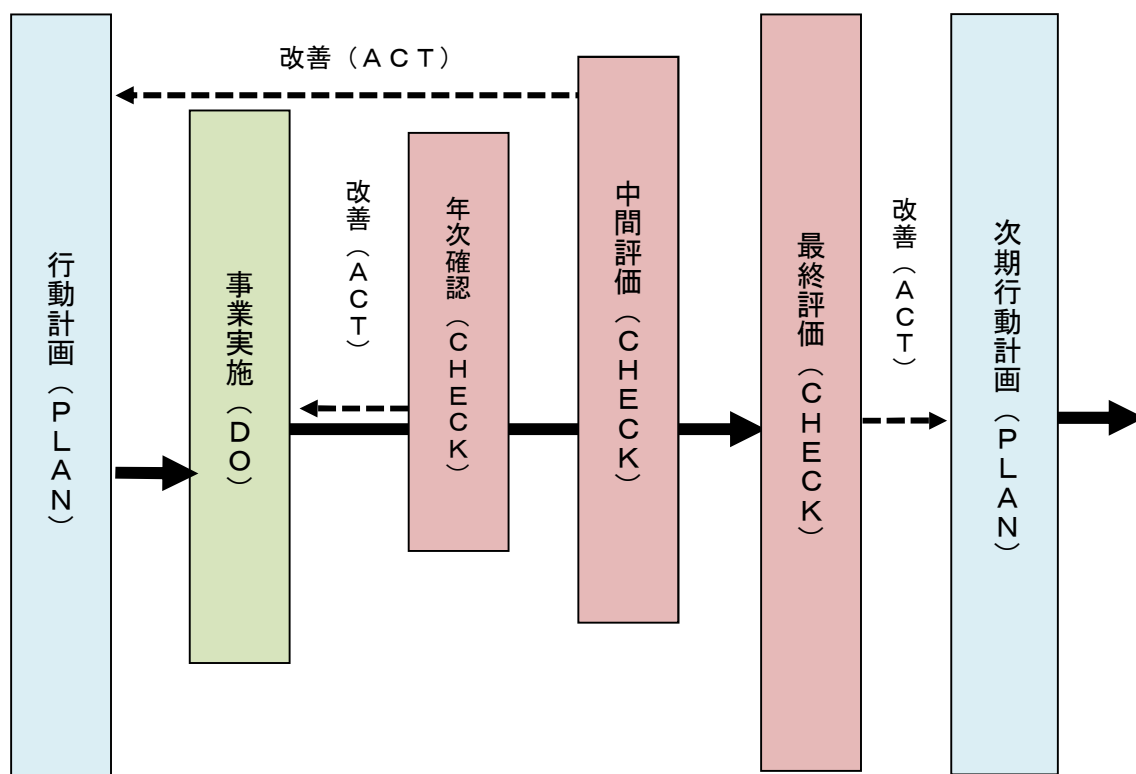 改善（ＡＣＴ）
行動計画（ＰＬＡＮ）
事業実施（ＤＯ）
改善（ＡＣＴ）
年次確認（ＣＨＥＣＫ）
中間評価（ＣＨＥＣＫ）
最終評価（ＣＨＥＣＫ）
改善（ＡＣＴ）
次期行動計画（ＰＬＡＮ）